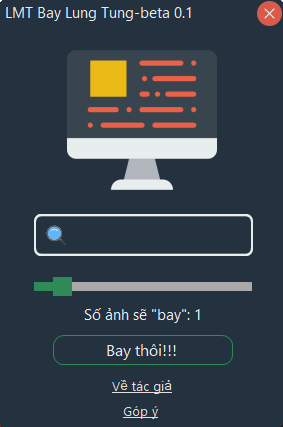 LMT Bay Lung Tung-beta 0.1
Số ảnh sẽ "bay": 1
Bay thôi!!!
Về tác giả
Góp ý